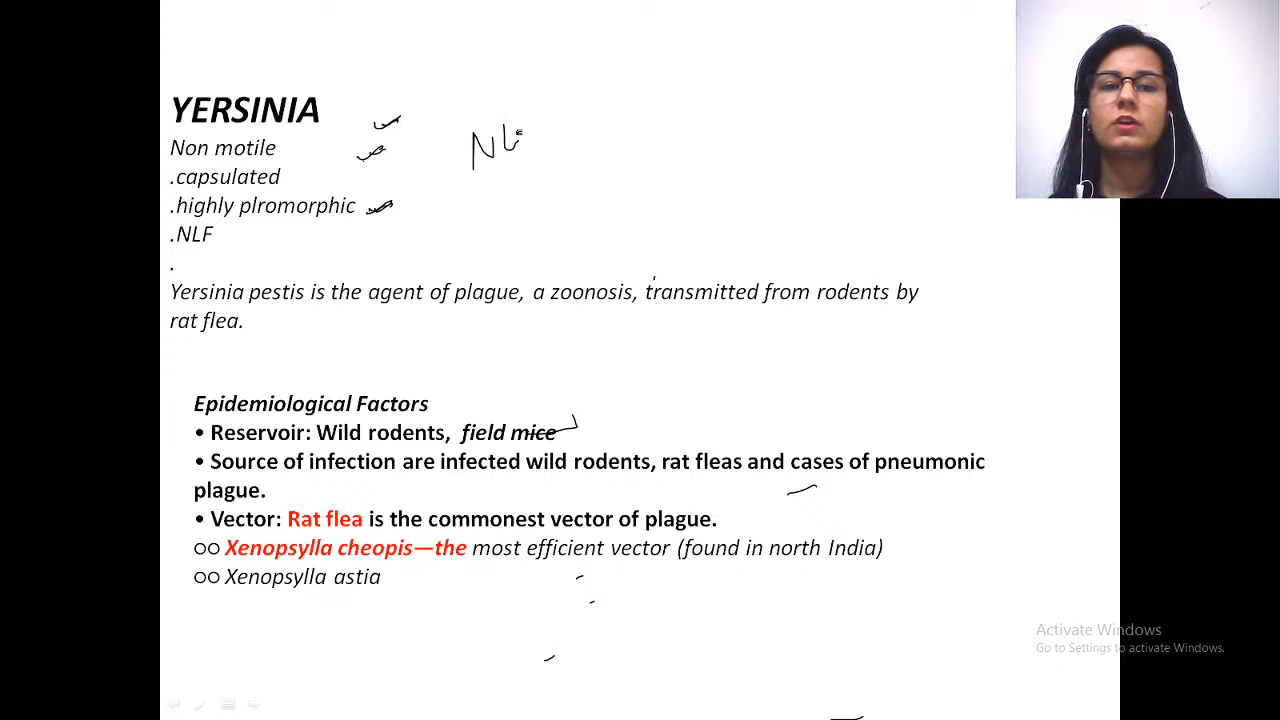 YERSINIA
Non motile
.capsulated
.highly plromorphic
.NLF
.
Yersinia pestis is the agent of plague, a zoonosis, transmitted from rodents by
rat flea.
Epidemiological Factors
• Reservoir: Wild rodents, field mice
• Source of infection are infected wild rodents, rat fleas and cases of pneumonic
plague.
• Vector: Rat flea is the commonest vector of plague.
○○ Xenopsylla cheopis—the most efficient vector (found in north India)
○○ Xenopsylla astia
Activate Windows
Go to Settings to activate Windows.